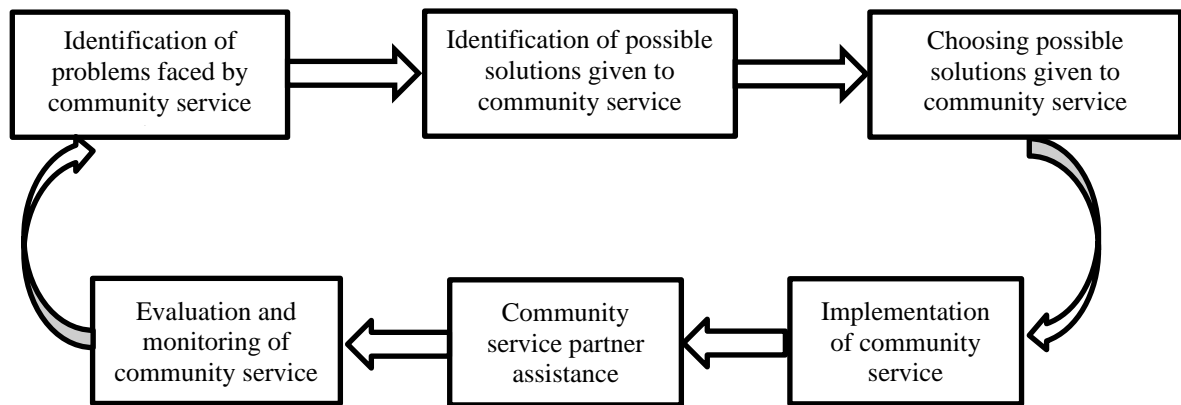 Identification of
problems faced by
community service
Identification of possible
solutions given to
community service
Choosing possible
solutions given to
community service
Implementation
of community
service
Community
service partner
assistance
Evaluation and
monitoring of
community service